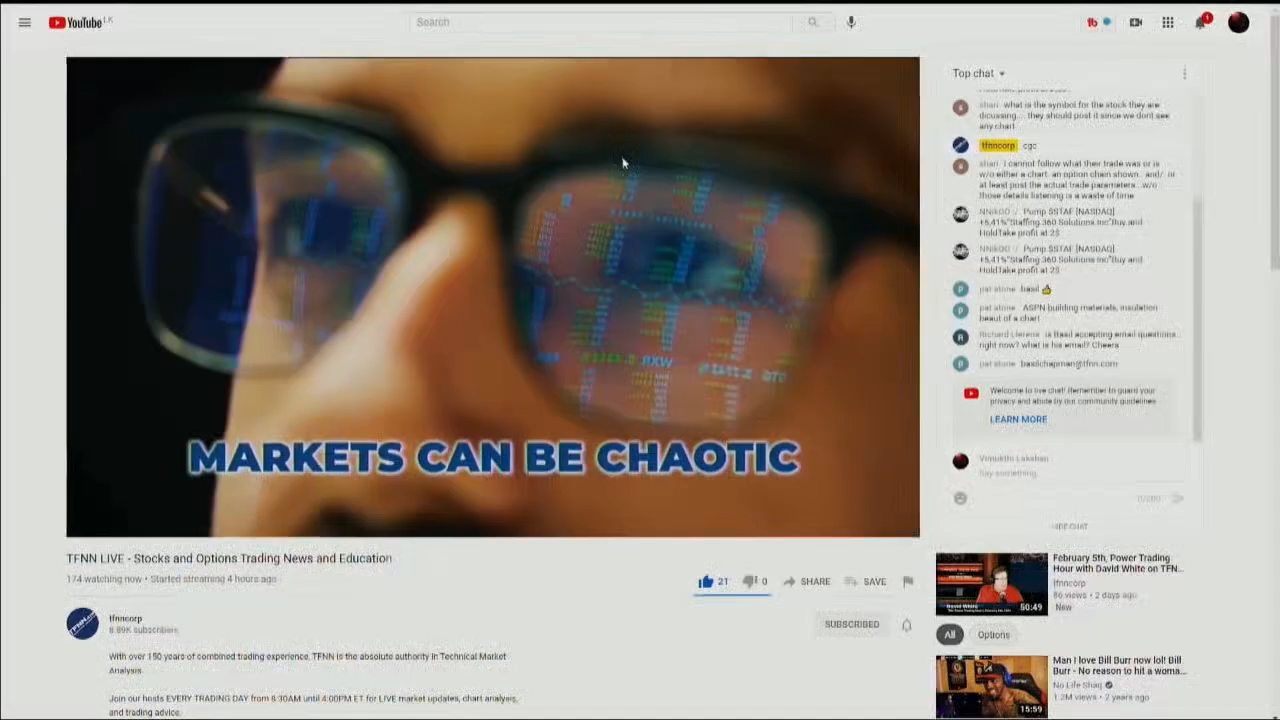 YouTube LK
Search
MARKETS CAN BE CHAOTIC
TFNN LIVE - Stocks and Options Trading News and Education
174 watching now • Started streaming 4 hours ago
21
0
SHARE
SAVE
tfnncorp
8.89K subscribers
SUBSCRIBED
With over 150 years of combined trading experience, TFNN is the absolute authority in Technical Market
Analysis.
Join our hosts EVERY TRADING DAY from 8:30AM until 4:00PM ET for LIVE market updates, chart analysis,
and trading advice.
Top chat
shari what is the symbol for the stock they are
dicussing.... they should post it since we dont see
any chart
tfnncorp cgc
shari i cannot follow what their trade was or is
w/o either a chart. an option chain shown. and/ or
at least post the actual trade parameters...w/o
those details listening is a waste of time
Pump $STAF [NASDAQ]
+5,41%"Staffing 360 Solutions Inc"Buy and
HoldTake profit at 2$
Pump $STAF [NASDAQ]
+5,41%"Staffing 360 Solutions Inc"Buy and
HoldTake profit at 2$
pat stone basil
pat stone ASPN building materials, insulation
beaut of a chart
Richard Llerena is Basil accepting email questions
right now? what is his email? Cheers
pat stone basilchapman@tfnn.com
Welcome to live chat! Remember to guard your
privacy and abide by our community guidelines.
LEARN MORE
Say something...
HIDE CHAT
February 5th, Power Trading
Hour with David White on TFN...
tfnncorp
86 views • 2 days ago
New
David White
50:49
All
Options
Man I love Bill Burr now lol! Bill
Burr - No reason to hit a woma...
No Life Shaq
1.2M views • 2 years ago
15:59